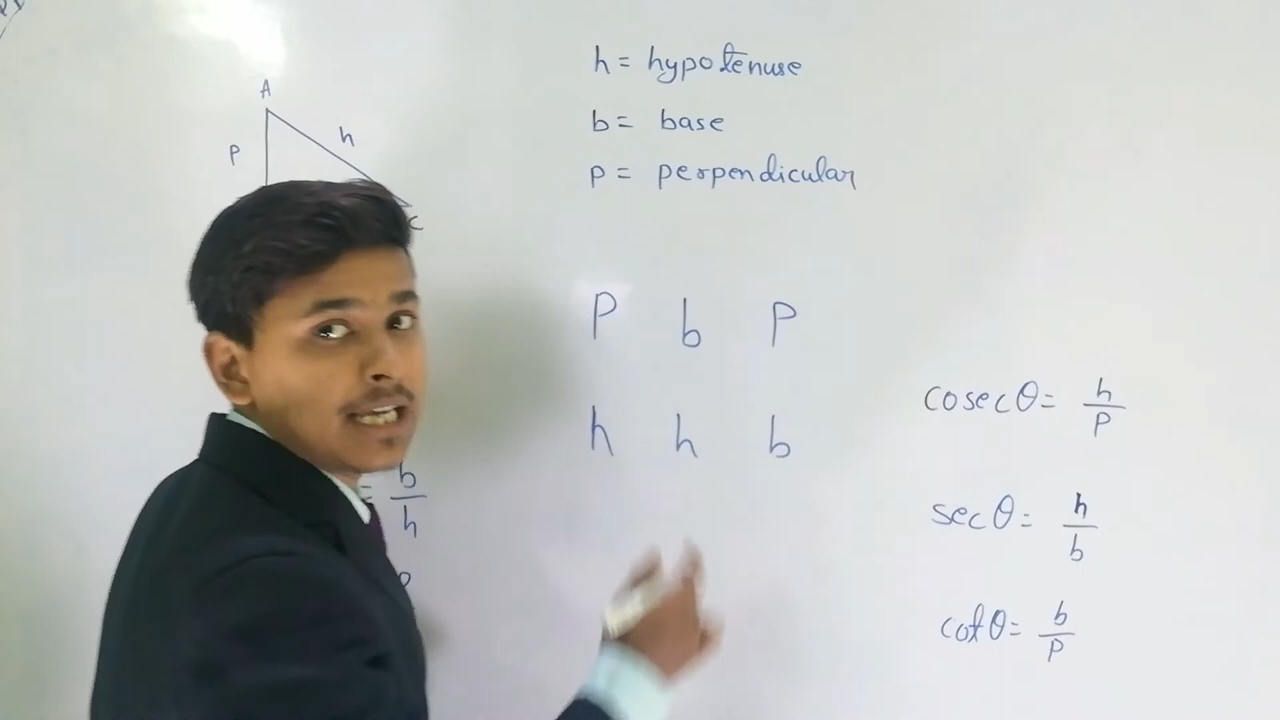 A
P
h
C
h = hypotenuse
b = base
p = perpendicular
P b P
h h b
= b/h
cosecθ = h/P
secθ = h/b
cotθ = b/P